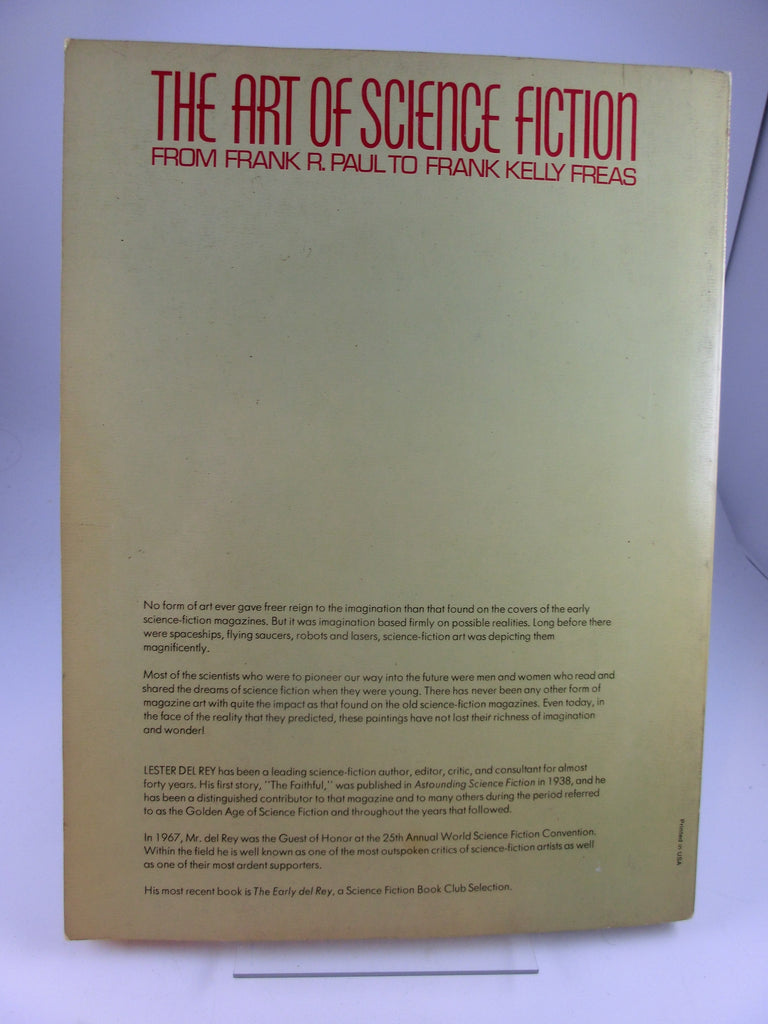 THE ART OF SCIENCE FICTION
FROM FRANK R. PAUL TO FRANK KELLY FREAS
No form of art ever gave freer reign to the imagination than that found on the covers of the early
science-fiction magazines. But it was imagination based firmly on possible realities. Long before there
were spaceships, flying saucers, robots and lasers, science-fiction art was depicting them
magnificently.
Most of the scientists who were to pioneer our way into the future were men and women who read and
shared the dreams of science fiction when they were young. There has never been any other form of
magazine art with quite the impact as that found on the old science-fiction magazines. Even today, in
the face of the reality that they predicted, these paintings have not lost their richness of imagination
and wonder!
LESTER DEL REY has been a leading science-fiction author, editor, critic, and consultant for almost
forty years. His first story, "The Faithful," was published in Astounding Science Fiction in 1938, and he
has been a distinguished contributor to that magazine and to many others during the period referred
to as the Golden Age of Science Fiction and throughout the years that followed.
In 1967, Mr. del Rey was the Guest of Honor at the 25th Annual World Science Fiction Convention.
Within the field he is well known as one of the most outspoken critics of science-fiction artists as well
as one of their most ardent supporters.
His most recent book is The Early del Rey, a Science Fiction Book Club Selection.
Printed in USA